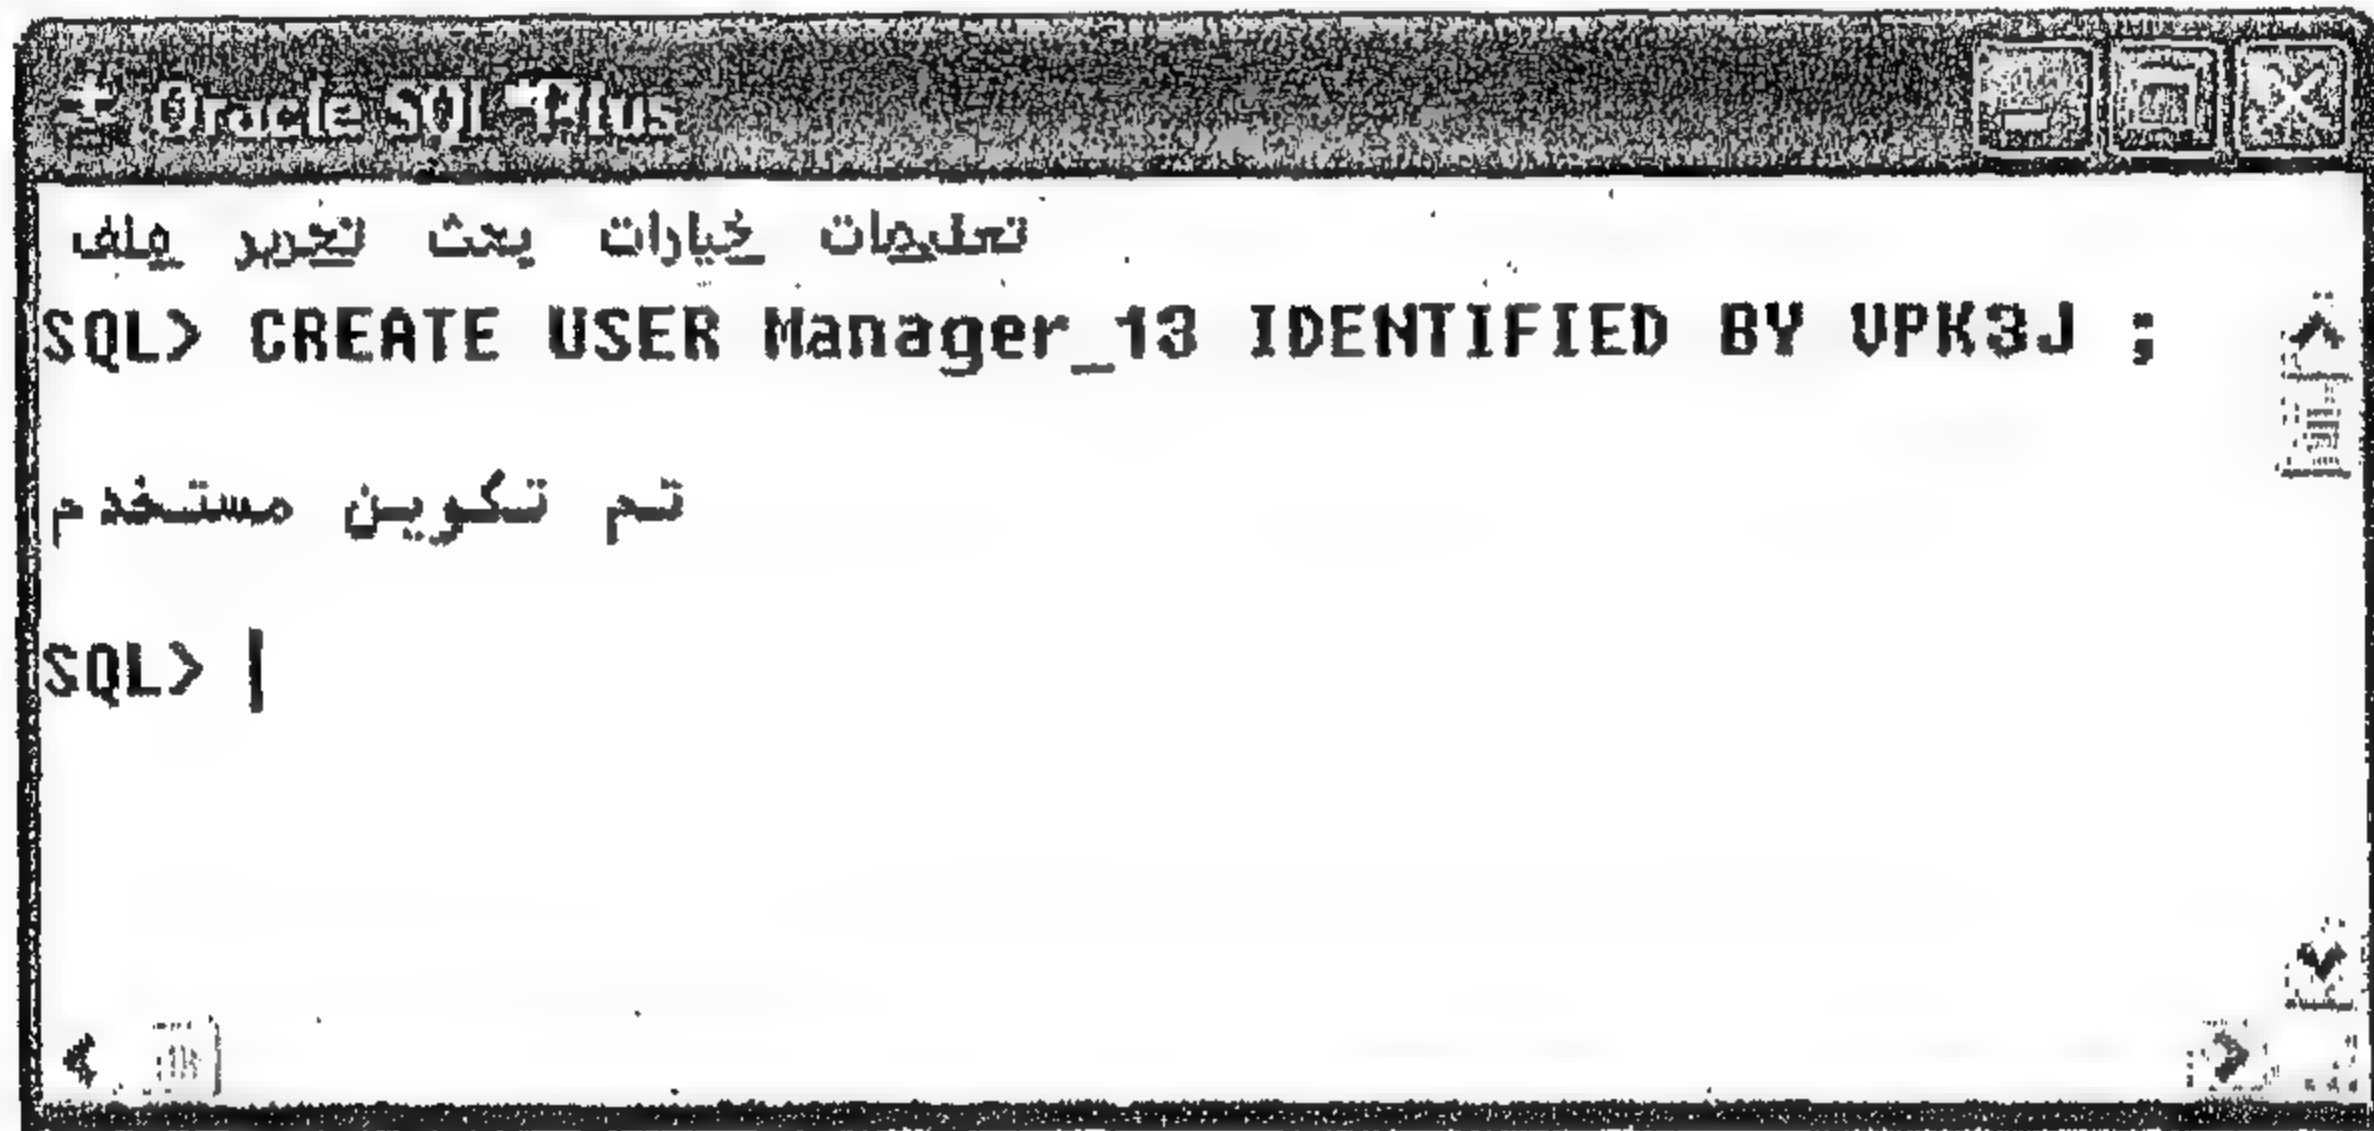 Oracle SQL*Plus
ملف تحرير بحث خيارات تعليمات
SQL> CREATE USER Manager_13 IDENTIFIED BY VPK3J ;
تم تكوين مستخدم
SQL>